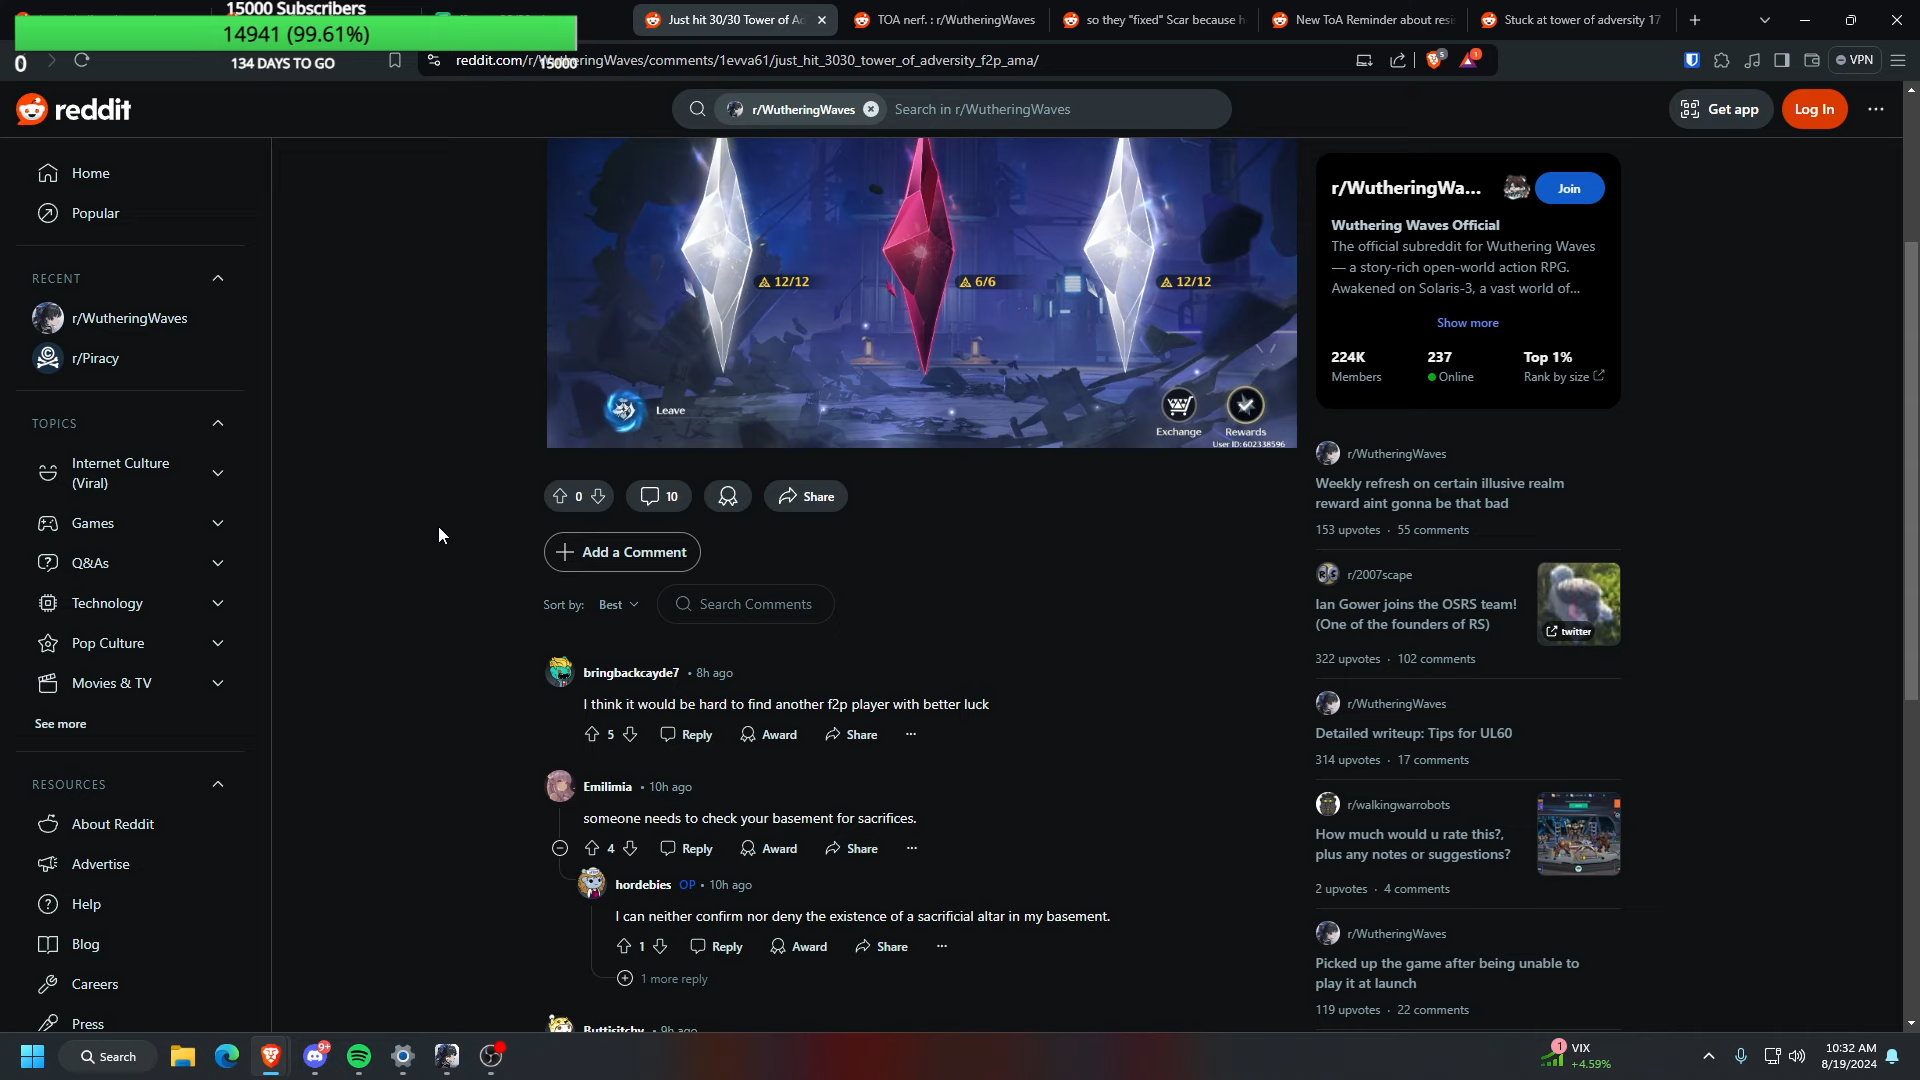 15000 Subscribers
14941 (99.61%)
0
134 DAYS TO GO
15000
Just hit 30/30 Tower of Ad
TOA nerf. : r/WutheringWaves
so they "fixed" Scar because h
New ToA Reminder about resi
Stuck at tower of adversity 17
reddit.com/r/WutheringWaves/comments/1evva61/just_hit_3030_tower_of_adversity_f2p_ama/
5
1
VPN
reddit
r/WutheringWaves
Search in r/WutheringWaves
Get app
Log In
Home
Popular
RECENT
r/WutheringWaves
r/Piracy
TOPICS
Internet Culture
(Viral)
Games
Q&As
Technology
Pop Culture
Movies & TV
See more
RESOURCES
About Reddit
Advertise
Help
Blog
Careers
Press
12/12
6/6
12/12
Leave
Exchange
Rewards
User ID:602338596
0
10
Share
Add a Comment
Sort by:
Best
Search Comments
bringbackcayde7 • 8h ago
I think it would be hard to find another f2p player with better luck
5
Reply
Award
Share
Emilimia • 10h ago
someone needs to check your basement for sacrifices.
4
Reply
Award
Share
hordebies OP • 10h ago
I can neither confirm nor deny the existence of a sacrificial altar in my basement.
1
Reply
Award
Share
1 more reply
Buttisitchy • 9h ago
r/WutheringWa...
Join
Wuthering Waves Official
The official subreddit for Wuthering Waves
— a story-rich open-world action RPG.
Awakened on Solaris-3, a vast world of...
Show more
224K
237
Top 1%
Members
Online
Rank by size
r/WutheringWaves
Weekly refresh on certain illusive realm
reward aint gonna be that bad
153 upvotes · 55 comments
r/2007scape
Ian Gower joins the OSRS team!
(One of the founders of RS)
twitter
322 upvotes · 102 comments
r/WutheringWaves
Detailed writeup: Tips for UL60
314 upvotes · 17 comments
r/walkingwarrobots
How much would u rate this?,
plus any notes or suggestions?
2 upvotes · 4 comments
r/WutheringWaves
Picked up the game after being unable to
play it at launch
119 upvotes · 22 comments
Search
9+
1
VIX
+4.59%
10:32 AM
8/19/2024